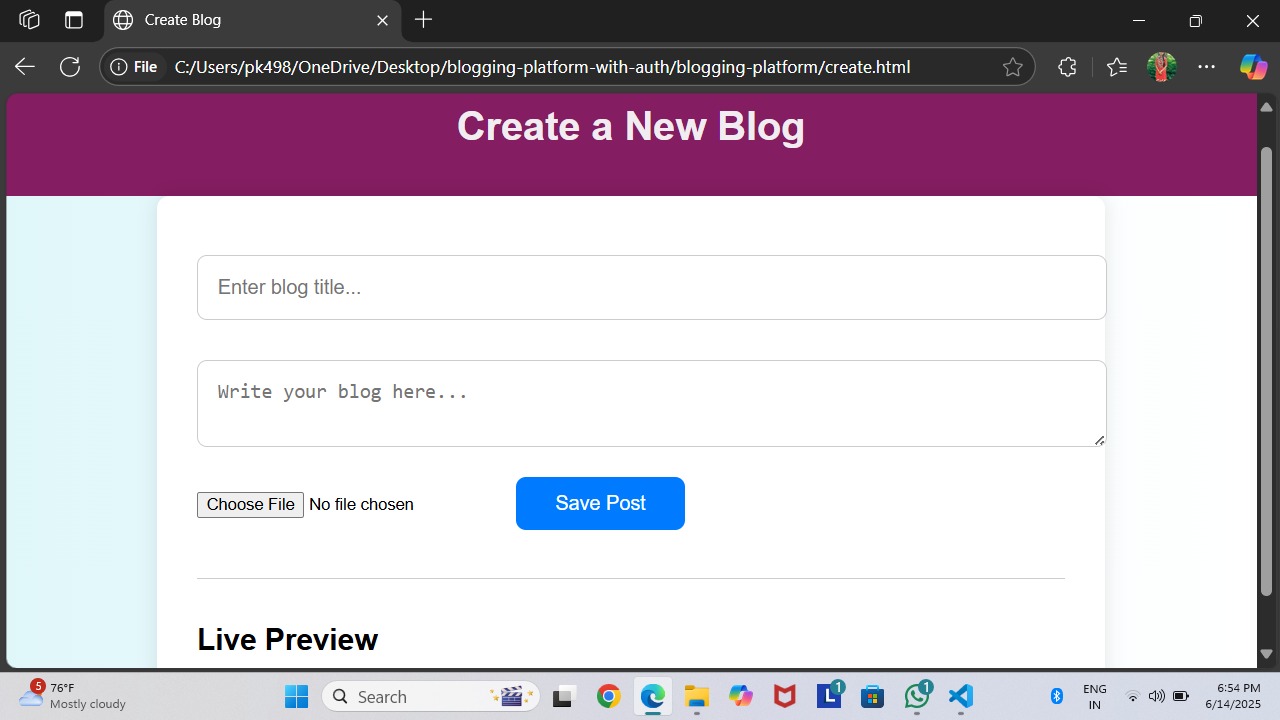 Create Blog
File C:/Users/pk498/OneDrive/Desktop/blogging-platform-with-auth/blogging-platform/create.html
Create a New Blog
Enter blog title...
Write your blog here...
Choose File No file chosen
Save Post
Live Preview
5
76°F
Mostly cloudy
Search
L
1
1
ENG
IN
6:54 PM
6/14/2025